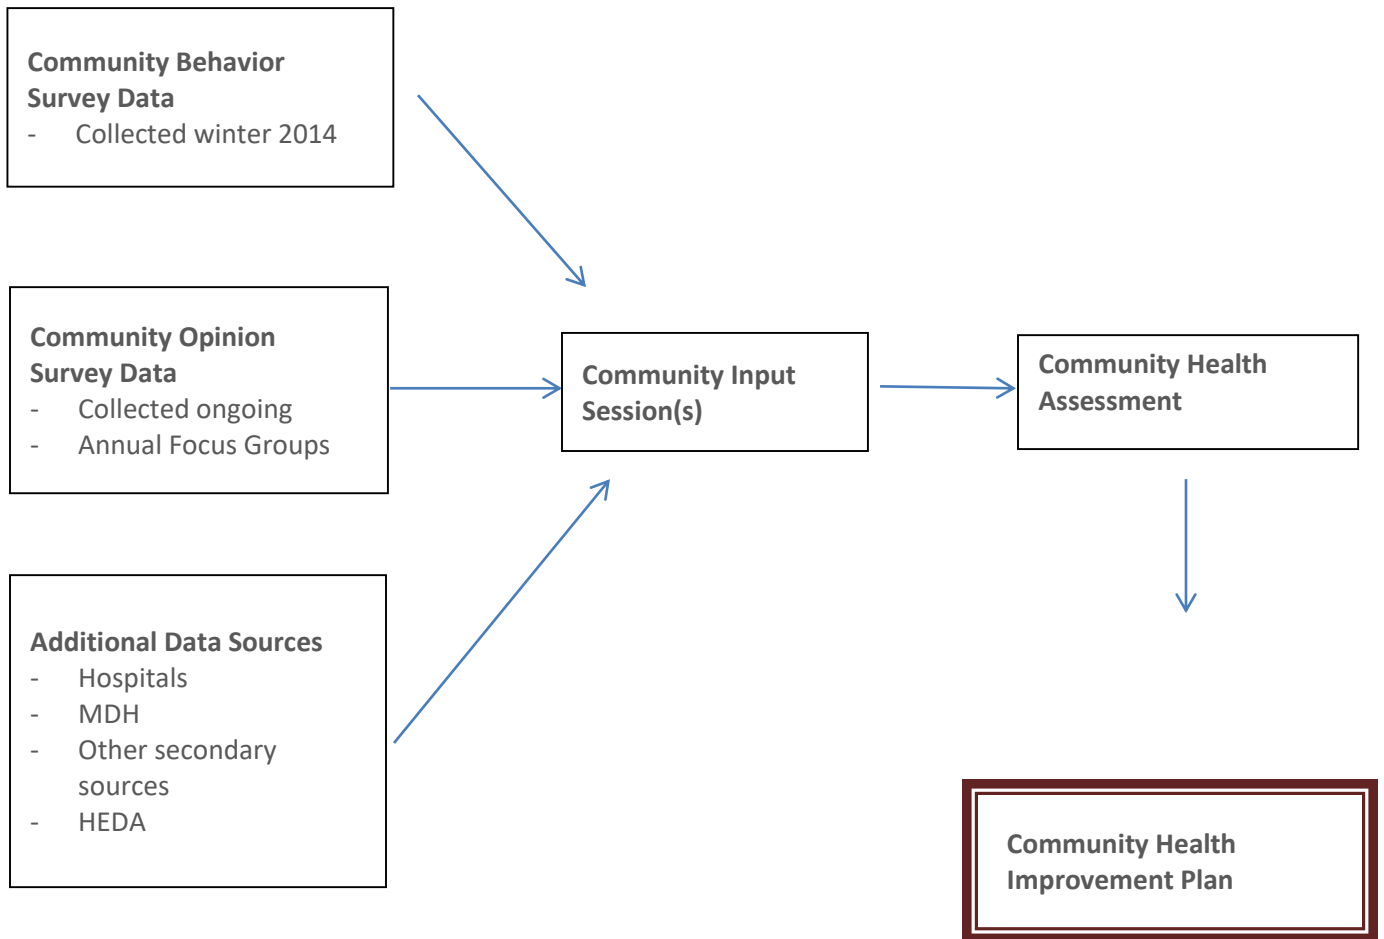 Community Behavior
Survey Data
- Collected winter 2014
Community Opinion
Survey Data
- Collected ongoing
- Annual Focus Groups
Additional Data Sources
- Hospitals
- MDH
- Other secondary
sources
- HEDA
Community Input
Session(s)
Community Health
Assessment
Community Health
Improvement Plan